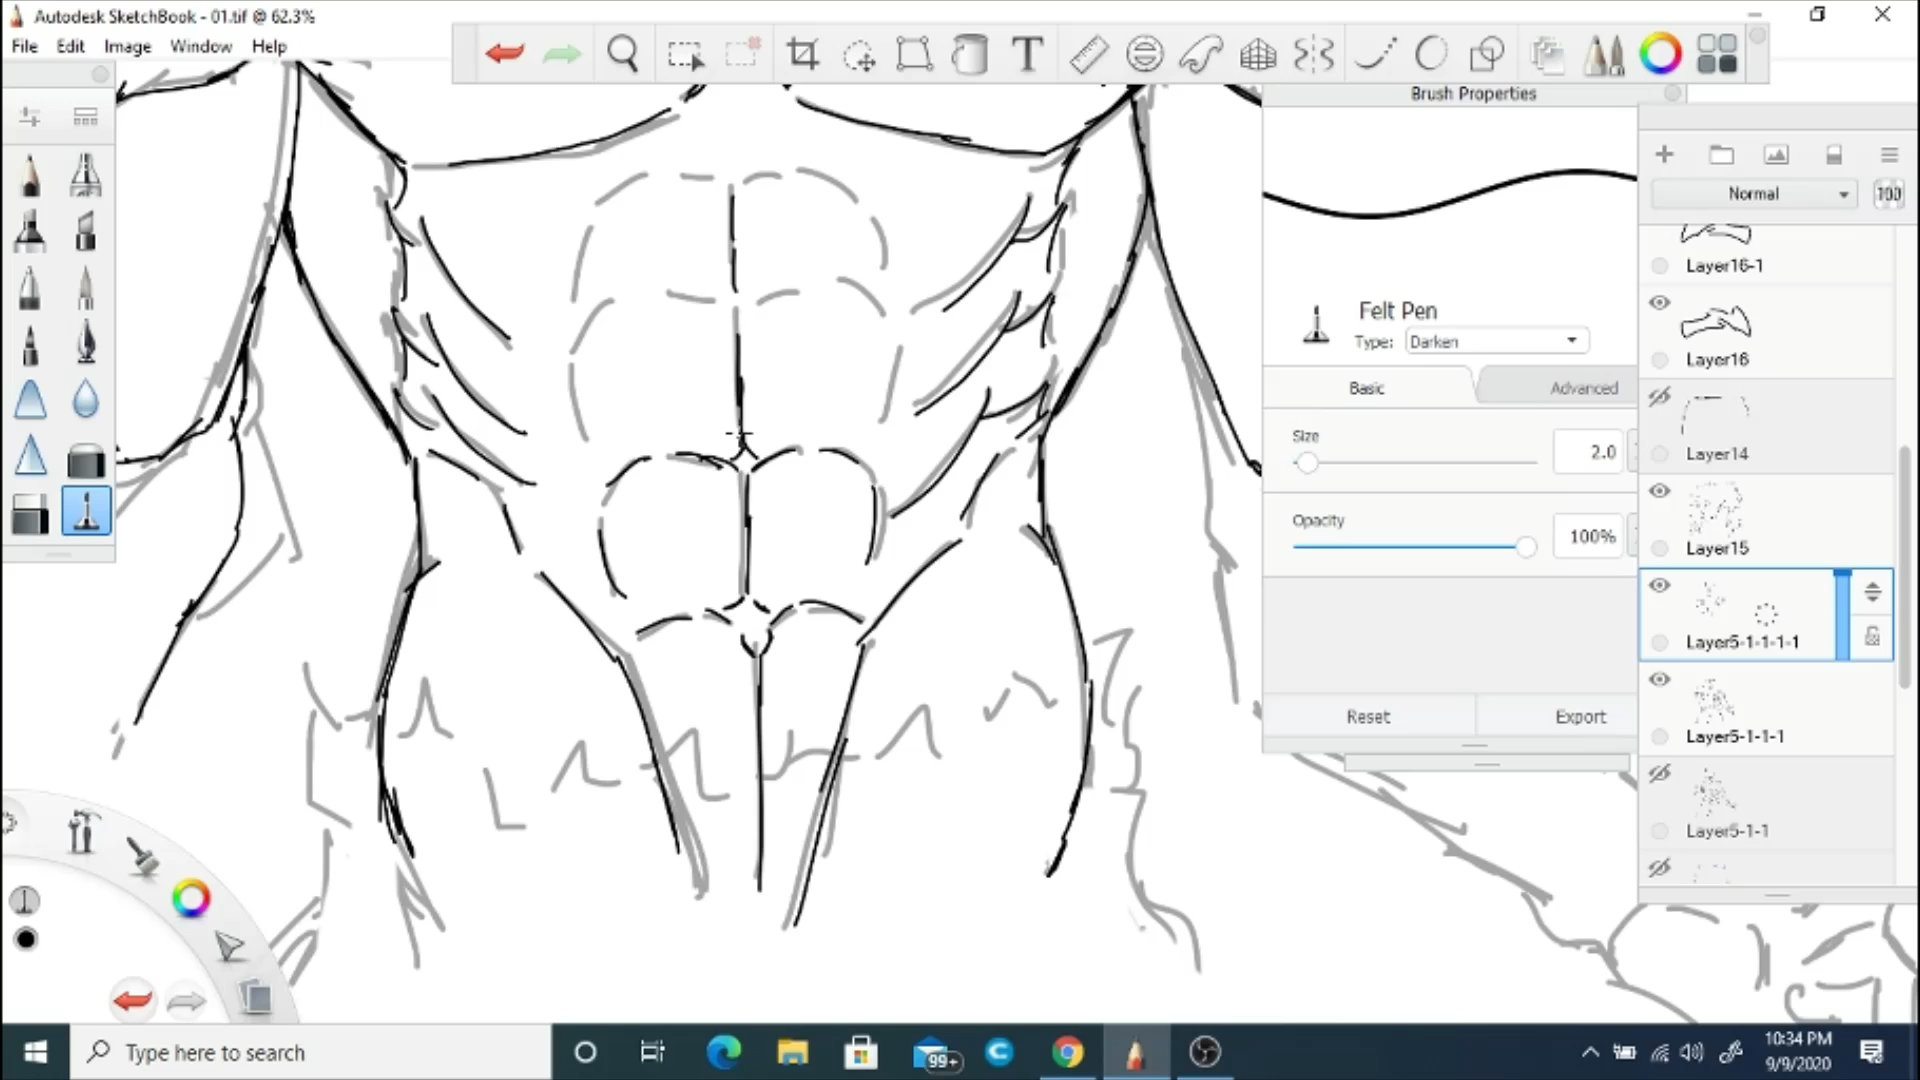 Autodesk SketchBook - 01.tif @ 62.3%
File Edit Image Window Help
T
Brush Properties
Normal 100
Layer16-1
Felt Pen
Type: Darken
Layer16
Basic Advanced
Size
2.0
Layer14
Opacity
100%
Layer15
Layer5-1-1-1-1
Reset Export
Layer5-1-1-1
Layer5-1-1
Type here to search
99+
10:34 PM
9/9/2020